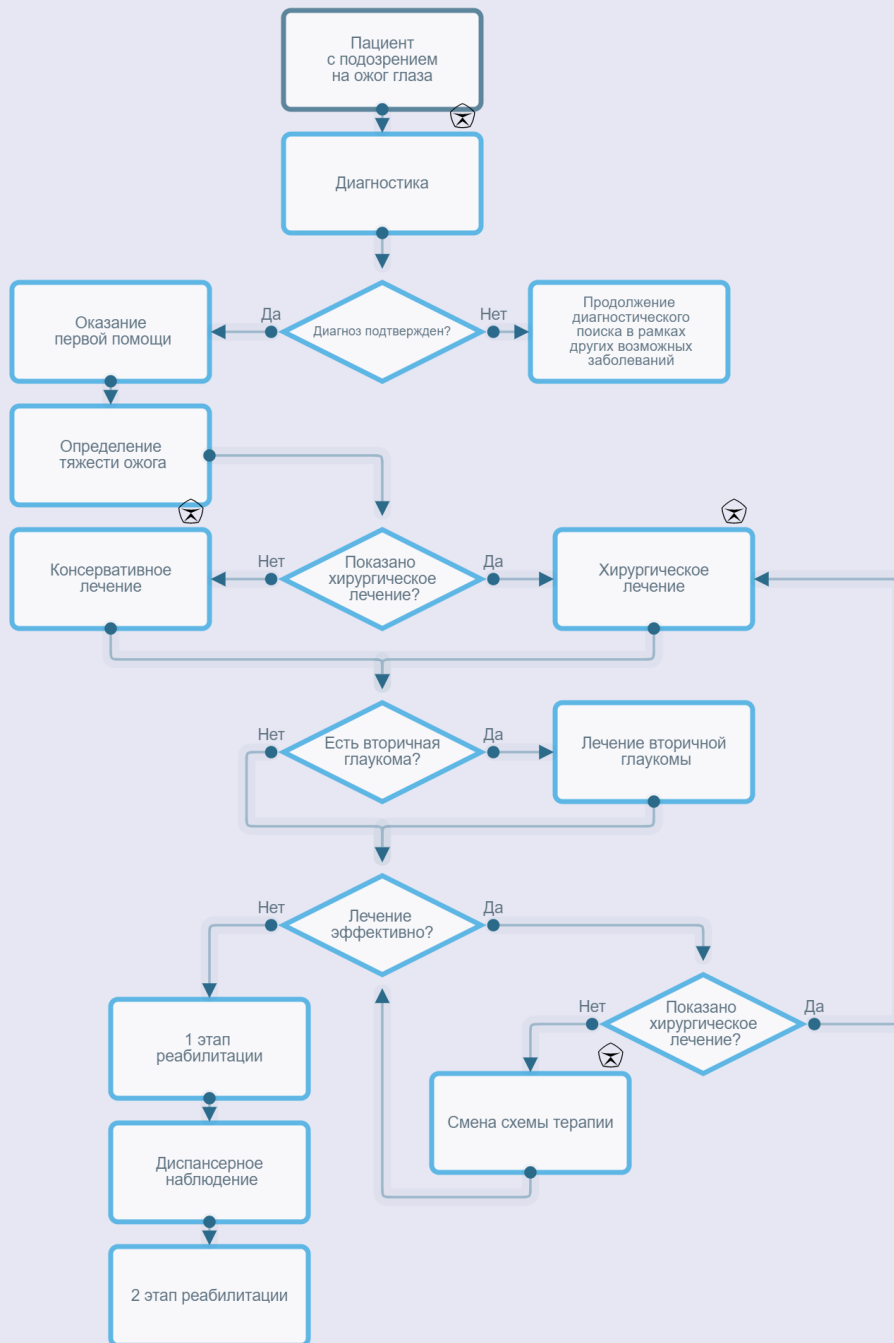 Пациент
с подозрением
на ожог глаза
Диагностика
Да
Диагноз подтвержден?
Нет
Оказание
первой помощи
Продолжение
диагностического
поиска в рамках
других возможных
заболеваний
Определение
тяжести ожога
Консервативное
лечение
Нет
Показано
хирургическое
лечение?
Да
Хирургическое
лечение
Нет
Есть вторичная
глаукома?
Да
Лечение вторичной
глаукомы
Нет
Лечение
эффективно?
Да
Нет
Показано
хирургическое
лечение?
Да
1 этап
реабилитации
Смена схемы терапии
Диспансерное
наблюдение
2 этап реабилитации